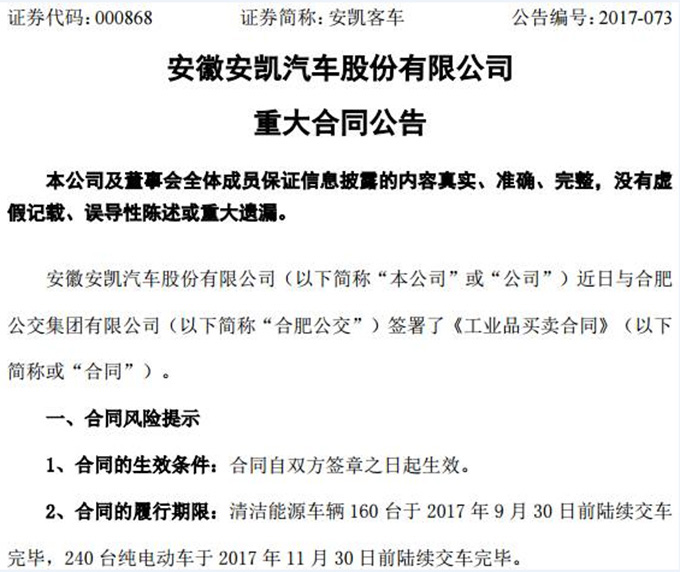 证券代码:000868 证券简称:安凯客车 公告编号:2017-073
安徽安凯汽车股份有限公司
重大合同公告
本公司及董事会全体成员保证信息披露的内容真实、准确、完整,没有虚
假记载、误导性陈述或重大遗漏。
安徽安凯汽车股份有限公司(以下简称“本公司”或“公司”)近日与合肥
公交集团有限公司(以下简称“合肥公交”)签署了《工业品买卖合同》(以下
简称或“合同”)。
一、合同风险提示
1、合同的生效条件:合同自双方签章之日起生效。
2、合同的履行期限:清洁能源车辆 160 台于 2017 年 9 月 30 日前陆续交车
完毕,240 台纯电动车于 2017 年 11 月 30 日前陆续交车完毕。